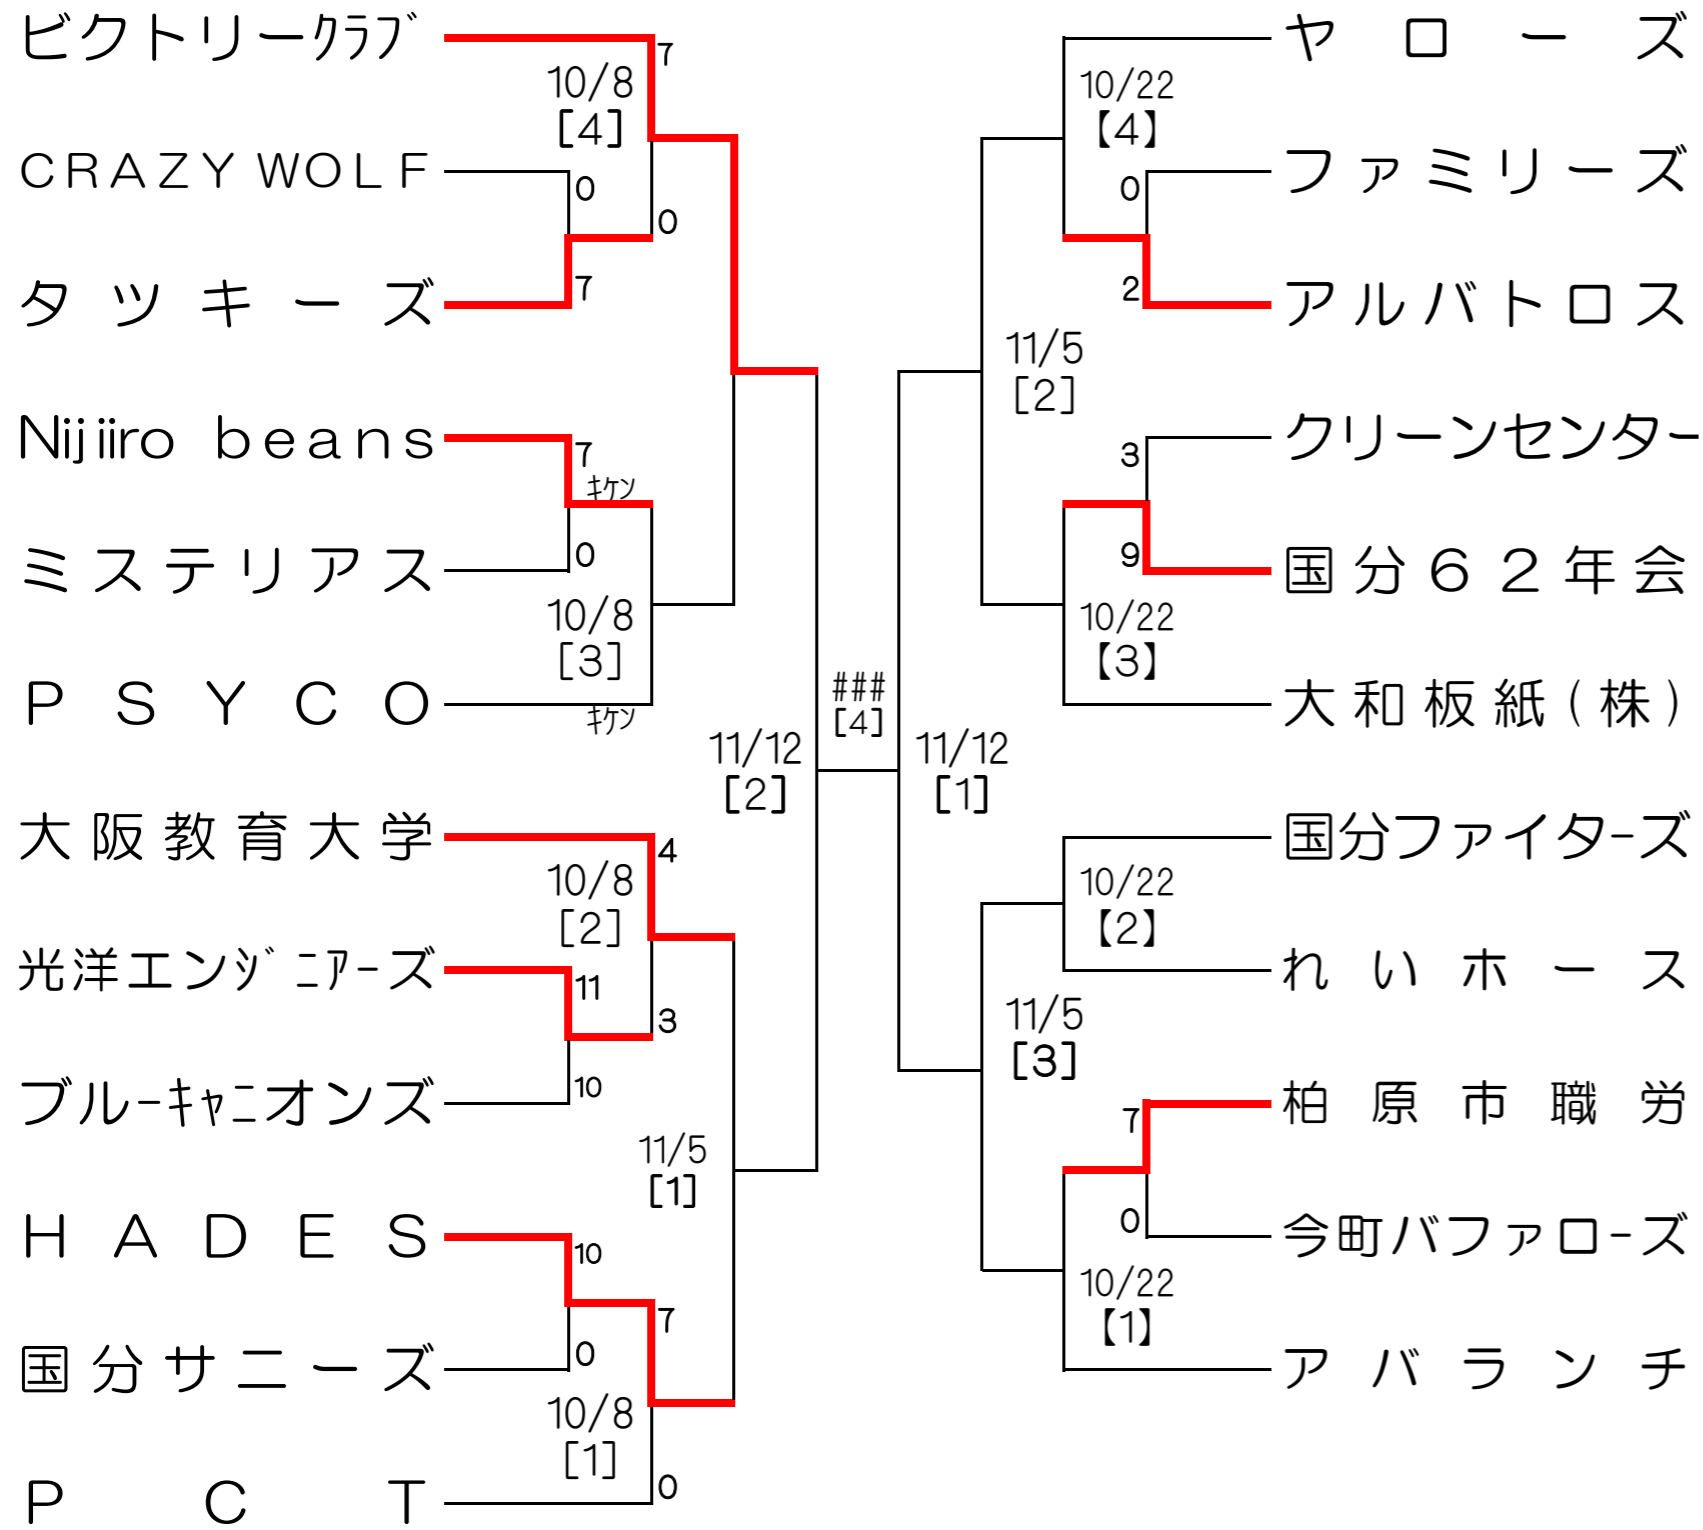 ビクトリークラブ
7
10/8
[4]
CRAZY WOLF
0
0
タツキーズ
7
Nijiiro beans
7
キケン
ミステリアス
0
10/8
[3]
PSYCO
キケン
大阪教育大学
4
10/8
[2]
光洋エンジニアーズ
11
3
ブルーキャニオンズ
10
11/5
[1]
HADES
10
7
国分サニーズ
0
10/8
[1]
PCT
0
11/12
[2]
###
[4]
11/12
[1]
ヤローズ
10/22
【4】
ファミリーズ
0
アルバトロス
2
11/5
[2]
クリーンセンター
3
国分62年会
9
10/22
【3】
大和板紙(株)
国分ファイターズ
10/22
【2】
れいホース
11/5
[3]
柏原市職労
7
今町バファローズ
0
10/22
【1】
アバランチ